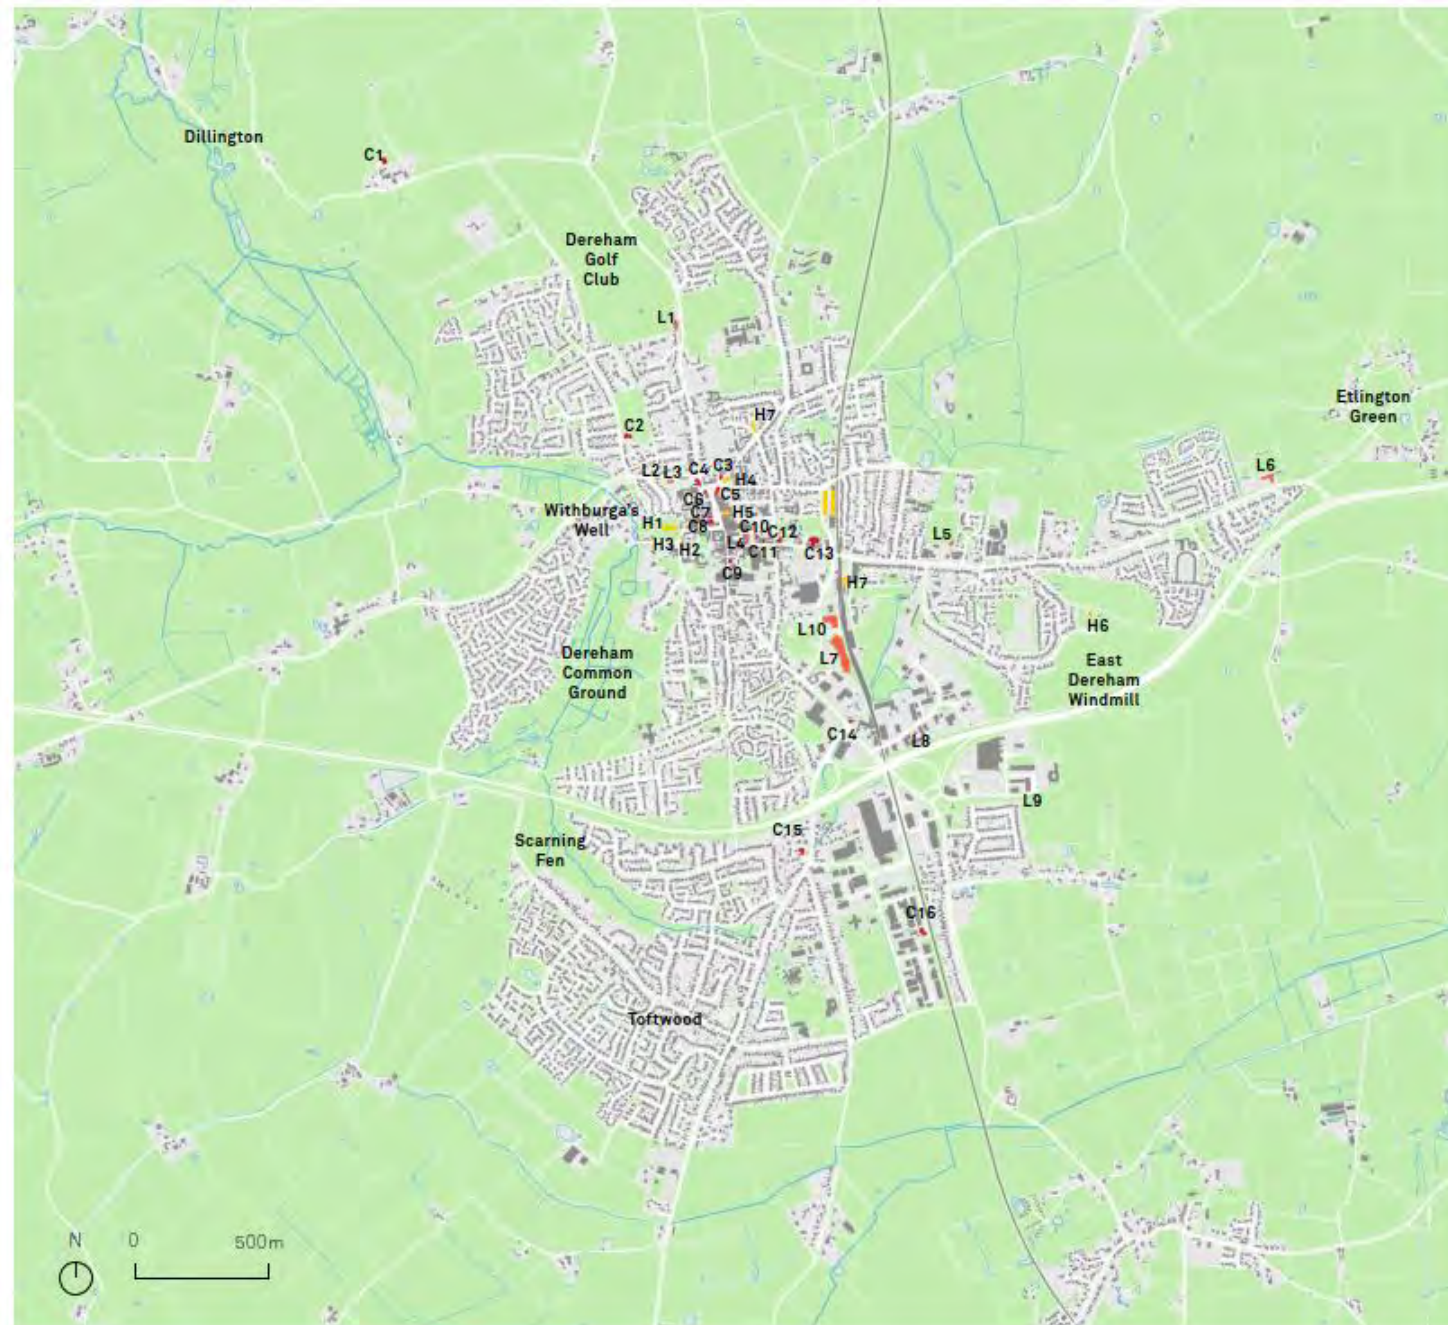 Dillington
C1
Dereham
Golf
Club
L1
Etlington
Green
H7
C2
L2
L3
C4
C3
H4
L6
C6
C5
Withburga's
Well
C7
H5
H1
C8
C10
C12
L5
H3
H2
L4
C11
C13
C9
H7
L10
H6
Dereham
Common
Ground
L7
East
Dereham
Windmill
C14
L8
L9
C15
Scarning
Fen
C16
Toftwood
N
0
500m